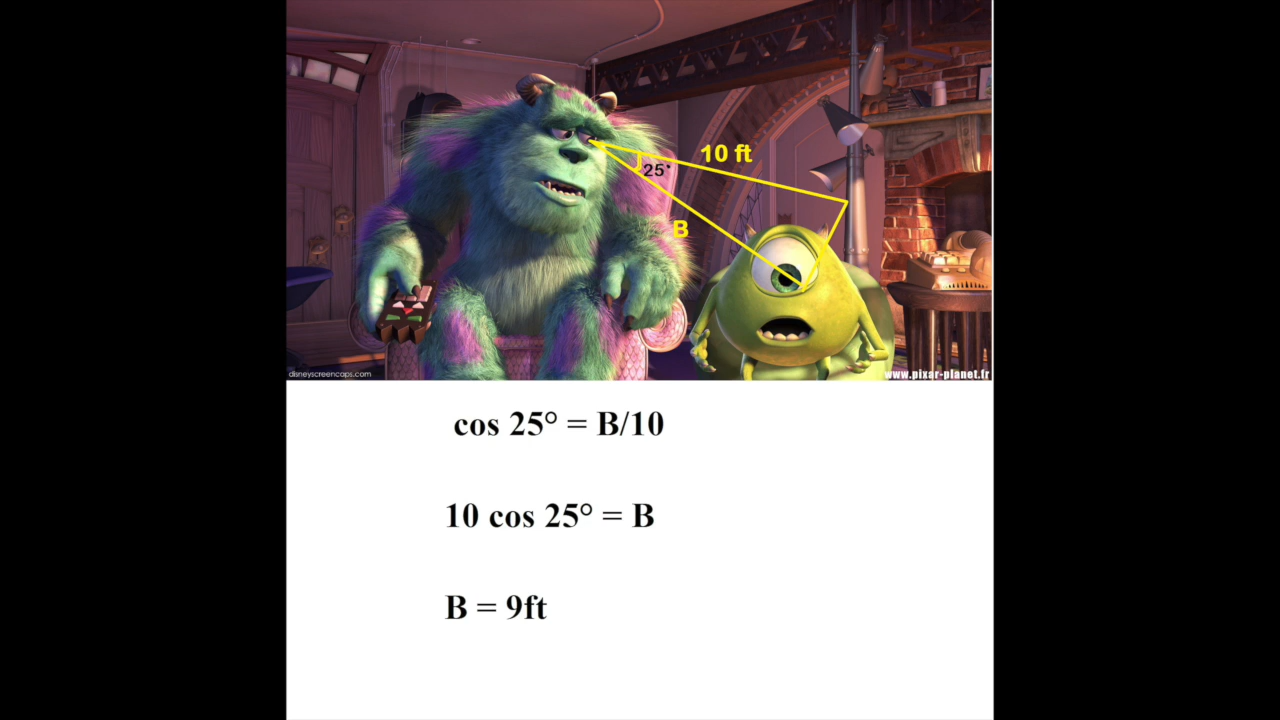 10 ft
25°
B
disneyscreencaps.com
www.pixar-planet.fr
cos 25° = B/10
10 cos 25° = B
B = 9ft